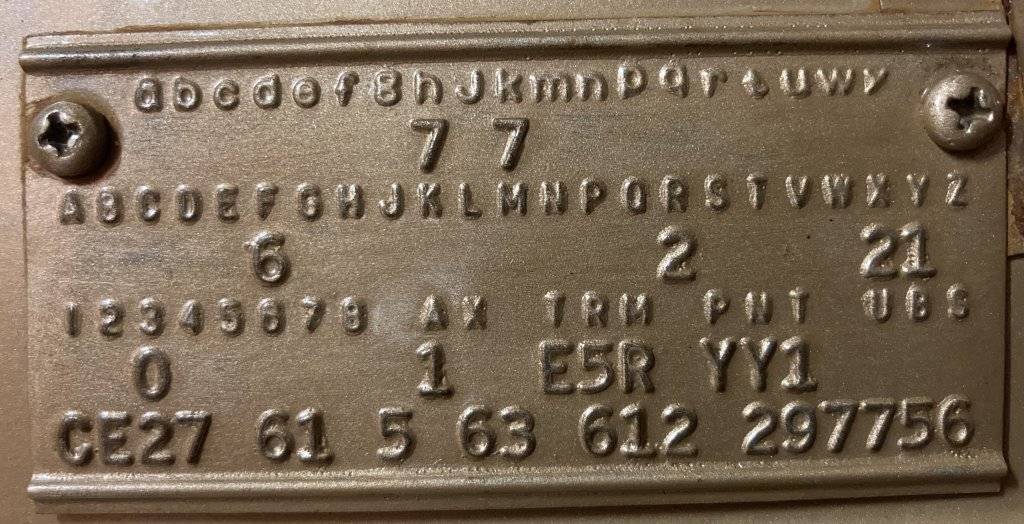 abcdefghJkmnpqrtuwy
7 7
ABCDEFGHJKLMNPQRSTVWXYZ
6 2 21
12345678 AX TRM PNT UBS
0 1 E5R YY1
CE27 61 5 63 612 297756